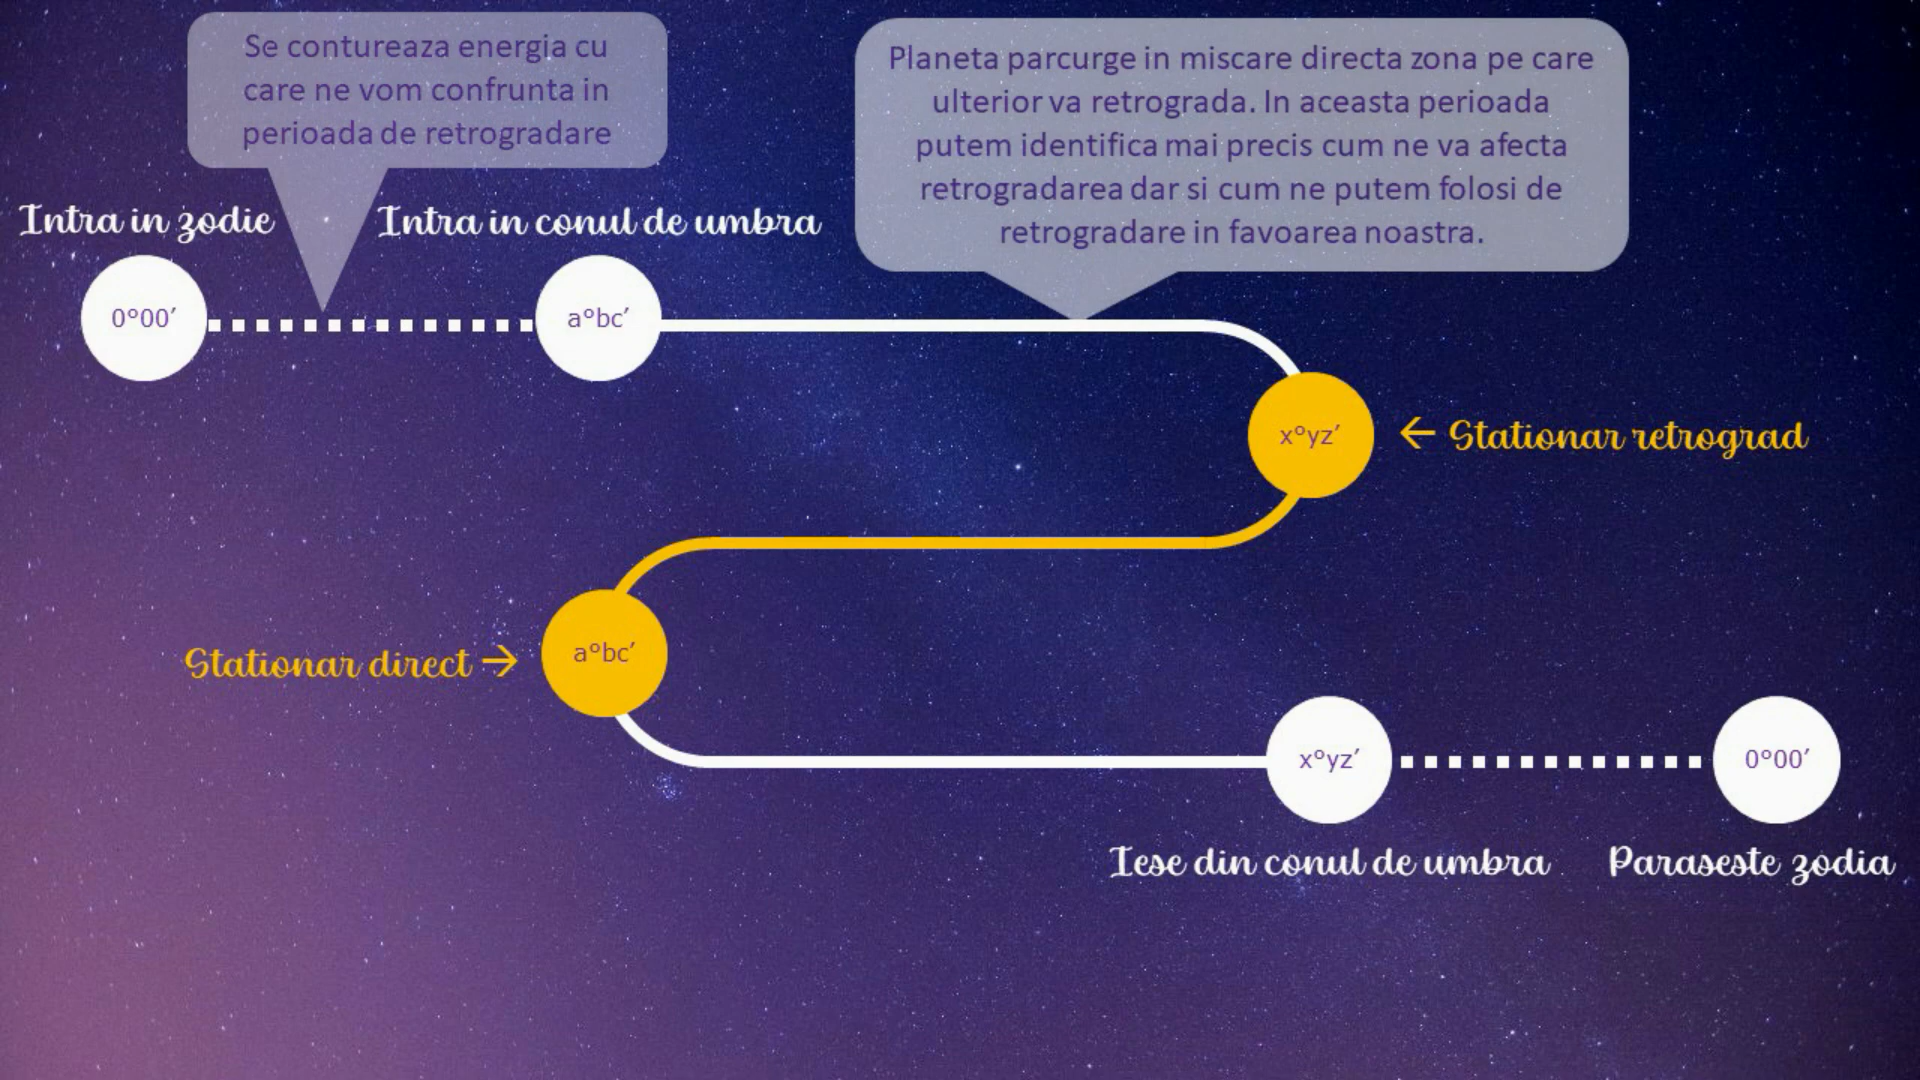 Se contureaza energia cu
care ne vom confrunta in
perioada de retrogradare
Planeta parcurge in miscare directa zona pe care
ulterior va retrograda. In aceasta perioada
putem identifica mai precis cum ne va afecta
retrogradarea dar si cum ne putem folosi de
retrogradare in favoarea noastra.
Intra in zodie
Intra in conul de umbra
0°00′
a°bc′
x°yz′
← Stationar retrograd
Stationar direct →
a°bc′
x°yz′
0°00′
Iese din conul de umbra
Paraseste zodia